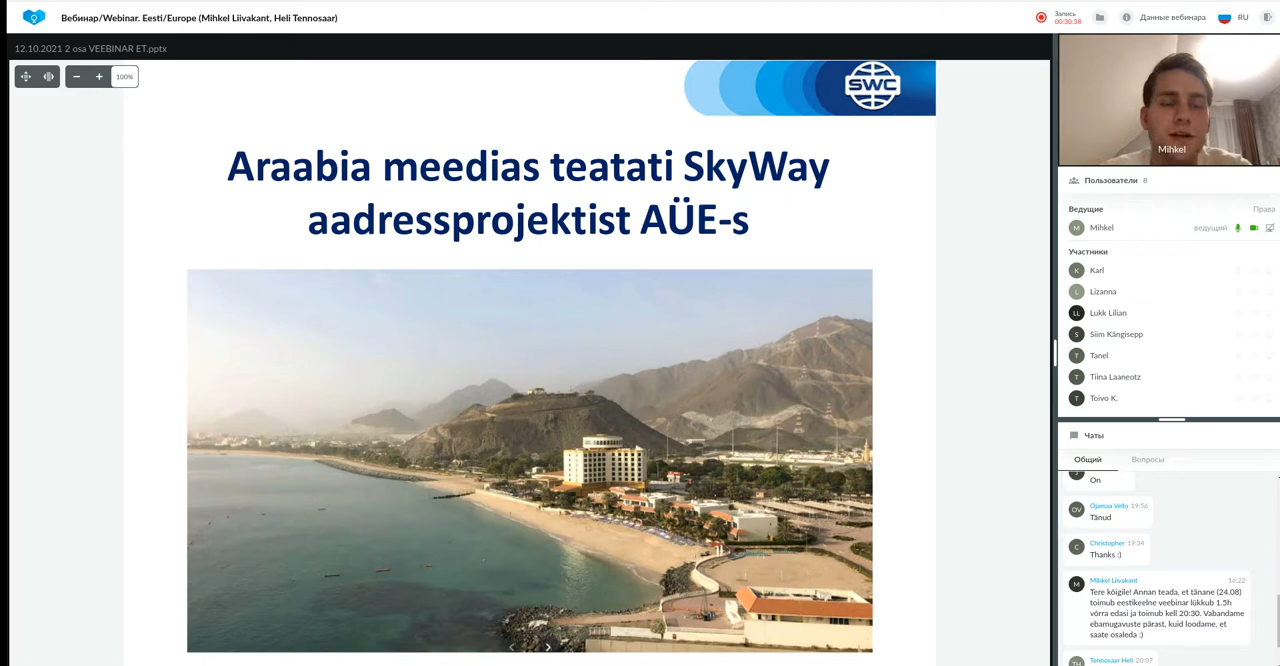 Вебинар/Webinar. Eesti/Europe (Mihkel Liivakant, Heli Tennosaar)
Запись
00:30:38
Данные вебинара
RU
12.10.2021 2 osa VEEBINAR ET.pptx
100%
SWC
Araabia meedias teatati SkyWay
aadressprojektist AÜE-s
Mihkel
Пользователи 8
Ведущие Права
M Mihkel ведущий
Участники
K Karl
L Lizanna
LL Lukk Lilian
S Siim Kängisepp
T Tanel
T Tiina Laaneotz
T Toivo K.
Чаты
Общий Вопросы
On
OV Ojamaa Vello 19:56
Tänud
C Christopher 19:34
Thanks :)
M Mihkel Liivakant 16:22
Tere kõigile! Annan teada, et tänane (24.08)
toimub eestikeelne veebinar lükkub 1.5h
võrra edasi ja toimub kell 20:30. Vabandame
ebamugavuste pärast, kuid loodame, et
saate osaleda :)
TH Tennosaar Heli 20:07